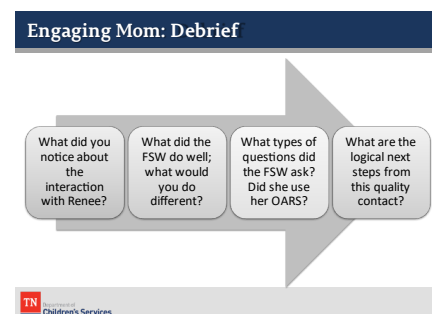 Engaging Mom: Debrief
What did you
notice about
the
interaction
with Renee?
What did the
FSW do well;
what would
you do
different?
What types of
questions did
the FSW ask?
Did she use
her OARS?
What are the
logical next
steps from
this quality
contact?
TN
Department of
Children's Services